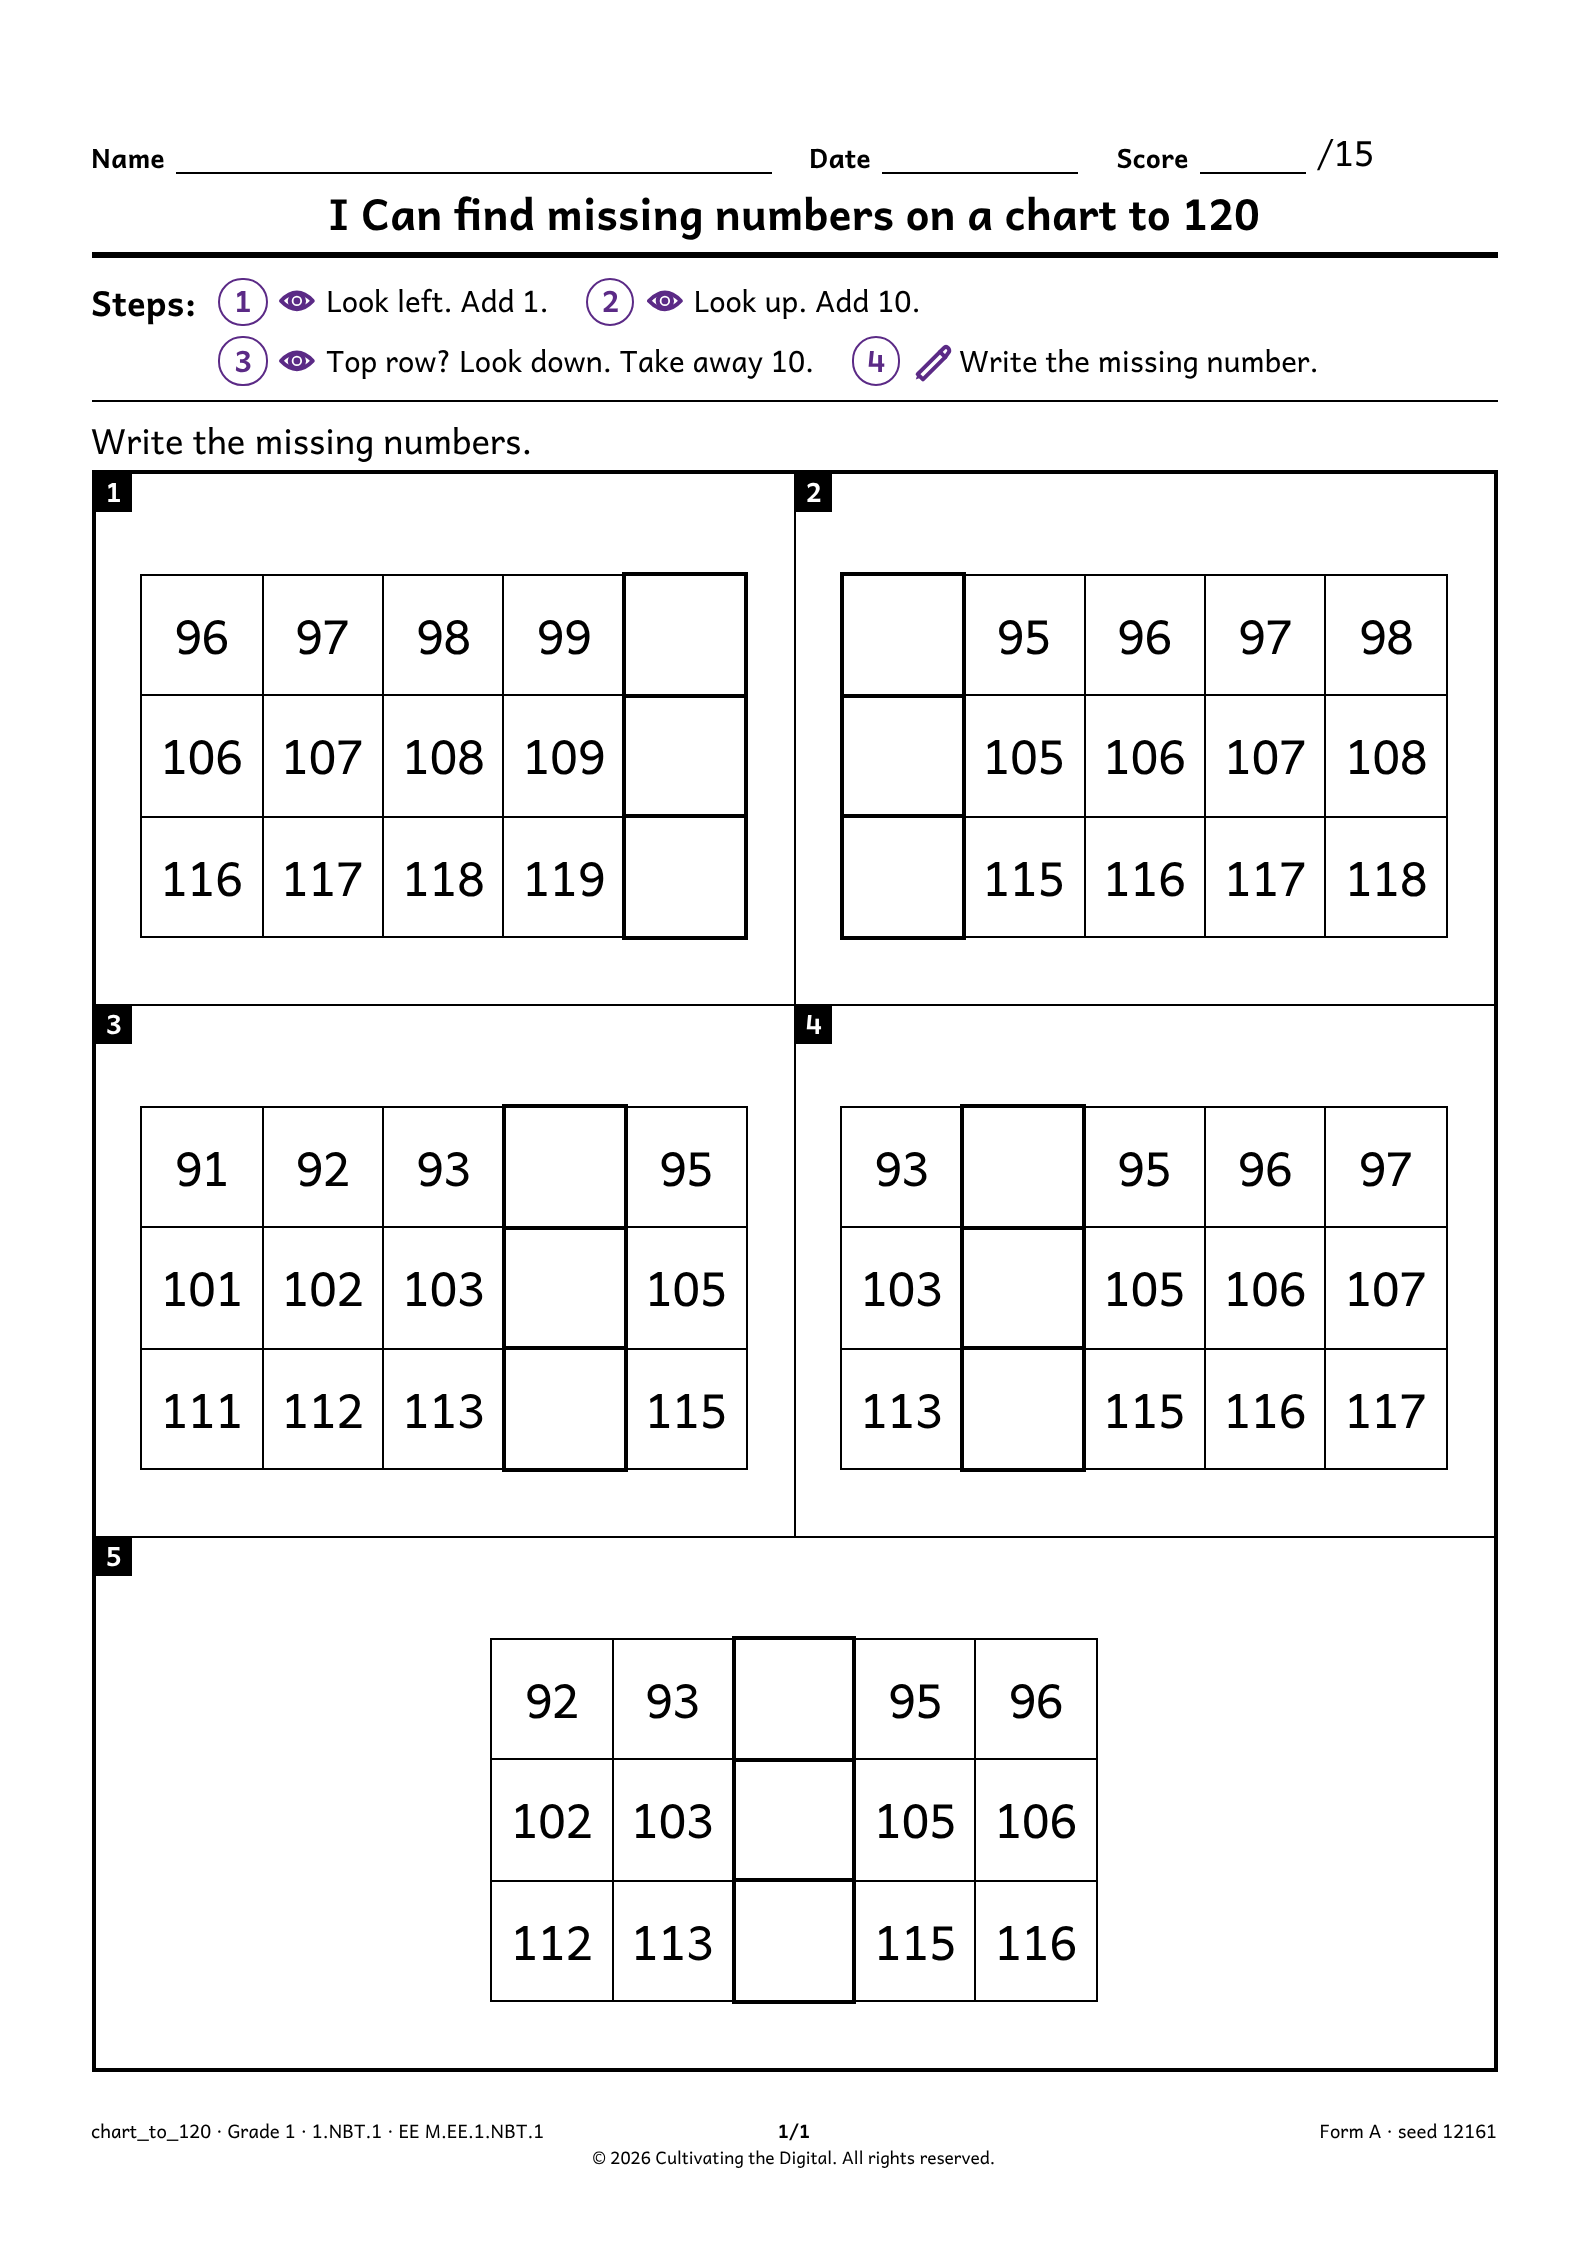 Name Date Score /15
I Can find missing numbers on a chart to 120
Steps: 1 Look left. Add 1. 2 Look up. Add 10.
3 Top row? Look down. Take away 10. 4 Write the missing number.
Write the missing numbers.
1
96 97 98 99
106 107 108 109
116 117 118 119
2
95 96 97 98
105 106 107 108
115 116 117 118
3
91 92 93 95
101 102 103 105
111 112 113 115
4
93 95 96 97
103 105 106 107
113 115 116 117
5
92 93 95 96
102 103 105 106
112 113 115 116
chart_to_120 · Grade 1 · 1.NBT.1 · EE M.EE.1.NBT.1 1/1 Form A · seed 12161
© 2026 Cultivating the Digital. All rights reserved.